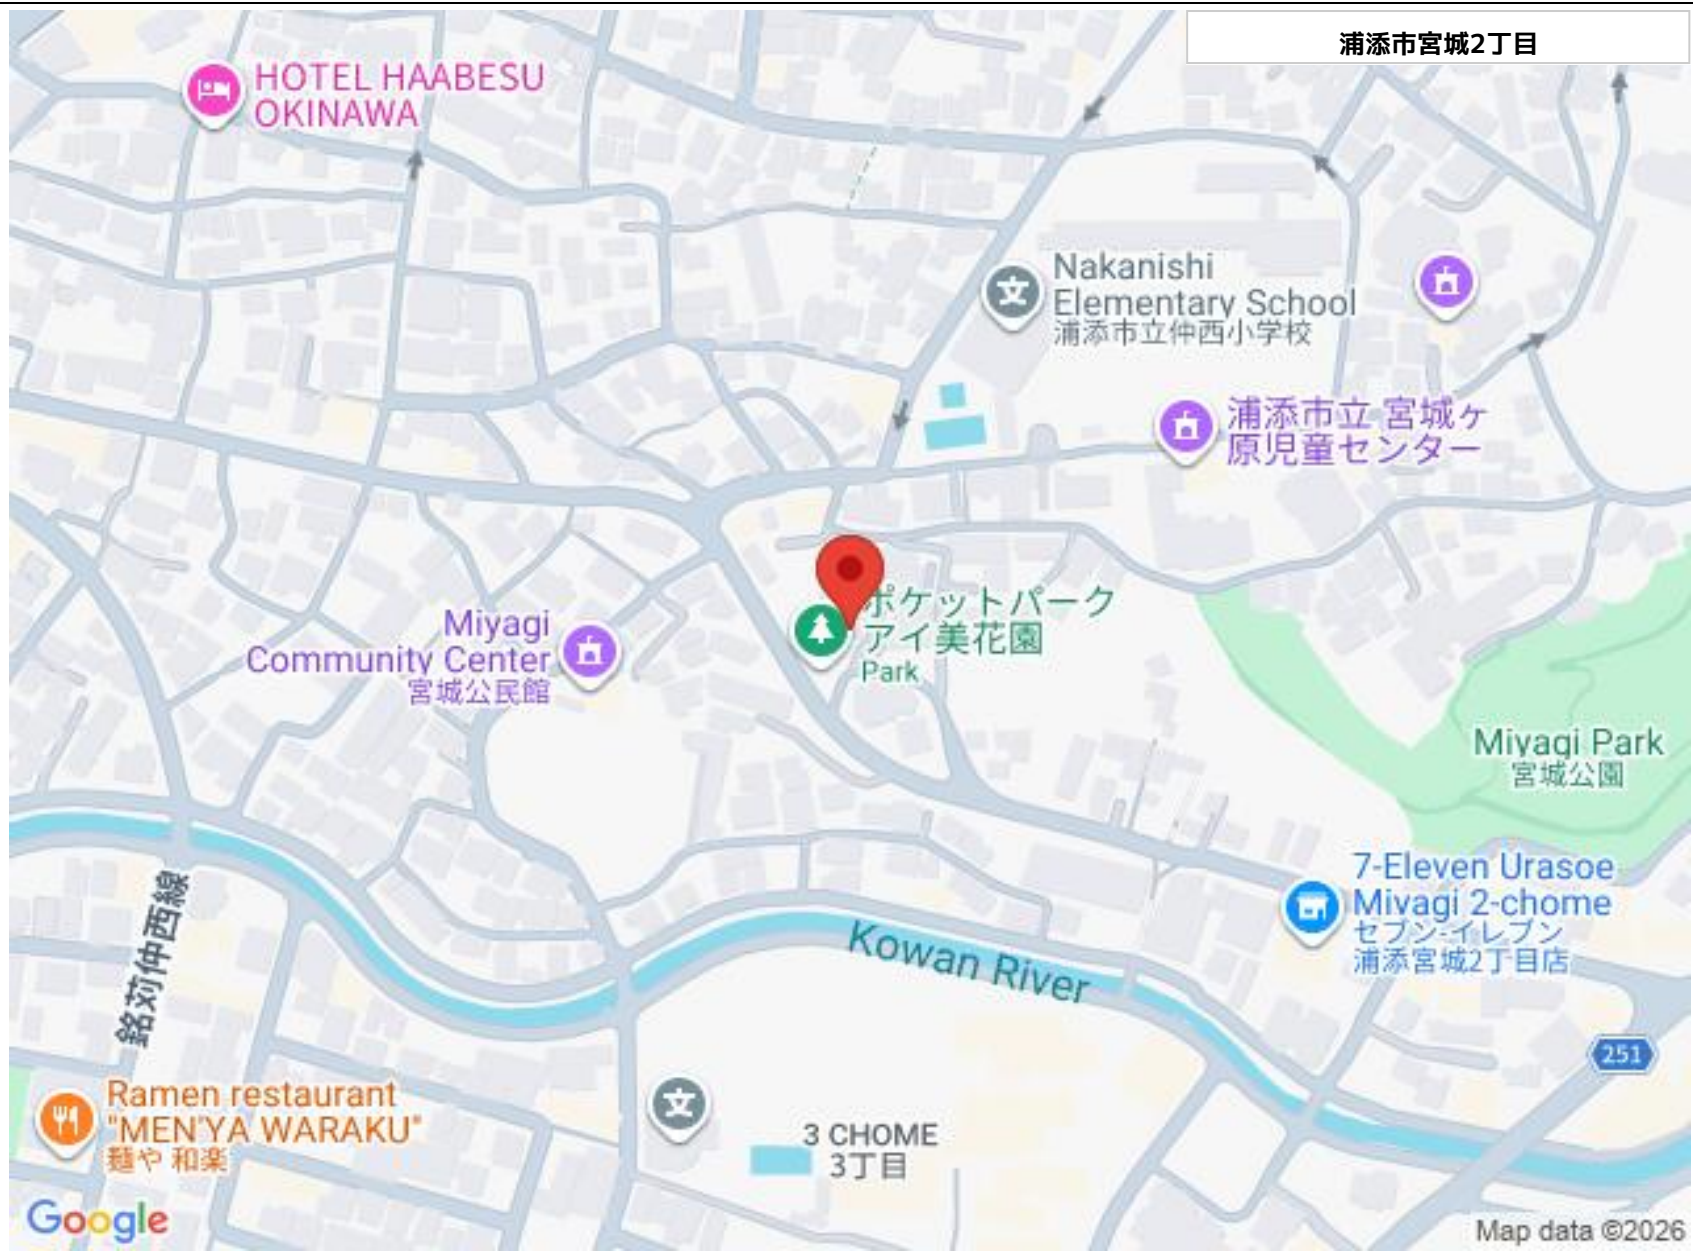 浦添市宮城2丁目
HOTEL HAABESU
OKINAWA
Nakanishi
Elementary School
浦添市立仲西小学校
浦添市立 宮城ヶ
原児童センター
ポケットパーク
アイ美花園
Park
Miyagi
Community Center
宮城公民館
Miyagi Park
宮城公園
7-Eleven Urasoe
Miyagi 2-chome
セブン-イレブン
浦添宮城2丁目店
Kowan River
銘苅仲西線
251
Ramen restaurant
"MEN'YA WARAKU"
麺や 和楽
3 CHOME
3丁目
Google
Map data ©2026